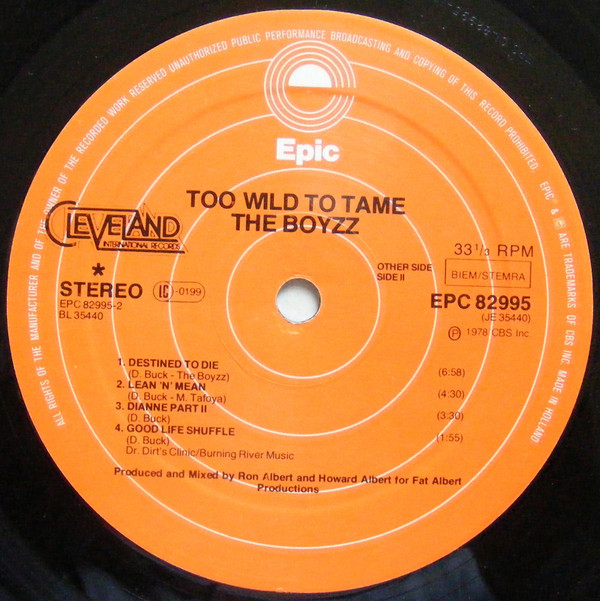 ALL RIGHTS OF THE MANUFACTURER AND OF THE OWNER OF THE RECORDED WORK RESERVED UNAUTHORIZED PUBLIC PERFORMANCE BROADCASTING AND COPYING OF THIS RECORD PROHIBITED. EPIC ® & ARE TRADEMARKS OF CBS INC. MADE IN HOLLAND
Epic
TOO WILD TO TAME
THE BOYZZ
CLEVELAND
INTERNATIONAL RECORDS
33 1/3 RPM
OTHER SIDE
SIDE II
BIEM/STEMRA
*
STEREO
LC-0199
EPC 82995-2
BL 35440
EPC 82995
(JE 35440)
℗ 1978 CBS Inc.
1. DESTINED TO DIE
(D. Buck - The Boyzz) (6:58)
2. LEAN 'N' MEAN
(D. Buck - M. Tafoya) (4:30)
3. DIANNE PART II
(D. Buck) (3:30)
4. GOOD LIFE SHUFFLE
(D. Buck) (1:55)
Dr. Dirt's Clinic/Burning River Music
Produced and Mixed by Ron Albert and Howard Albert for Fat Albert
Productions